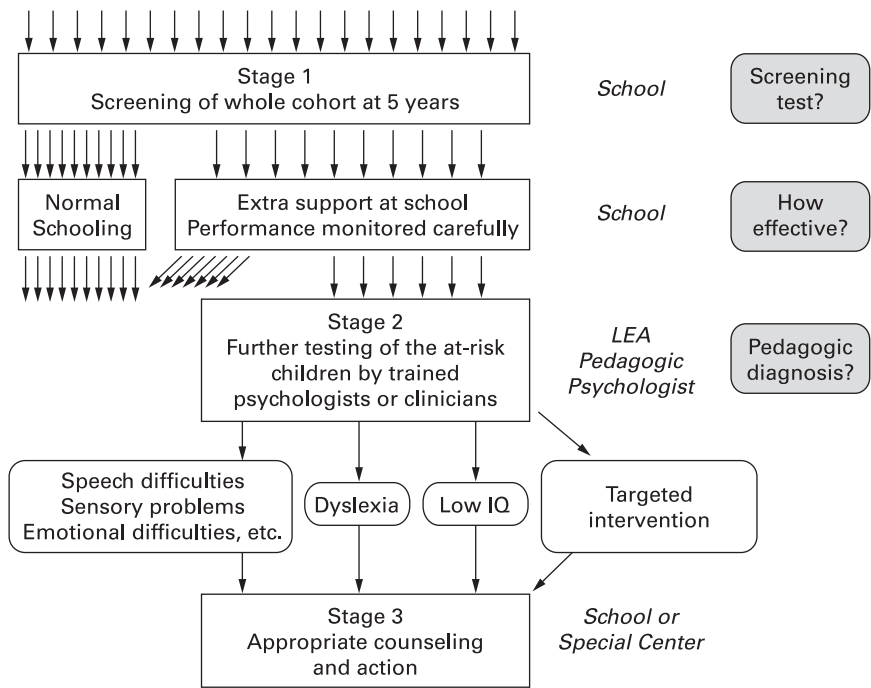 Stage 1
Screening of whole cohort at 5 years
School
Screening
test?
Normal
Schooling
Extra support at school
Performance monitored carefully
School
How
effective?
Stage 2
Further testing of the at-risk
children by trained
psychologists or clinicians
LEA
Pedagogic
Psychologist
Pedagogic
diagnosis?
Speech difficulties
Sensory problems
Emotional difficulties, etc.
Dyslexia
Low IQ
Targeted
intervention
Stage 3
Appropriate counseling
and action
School or
Special Center